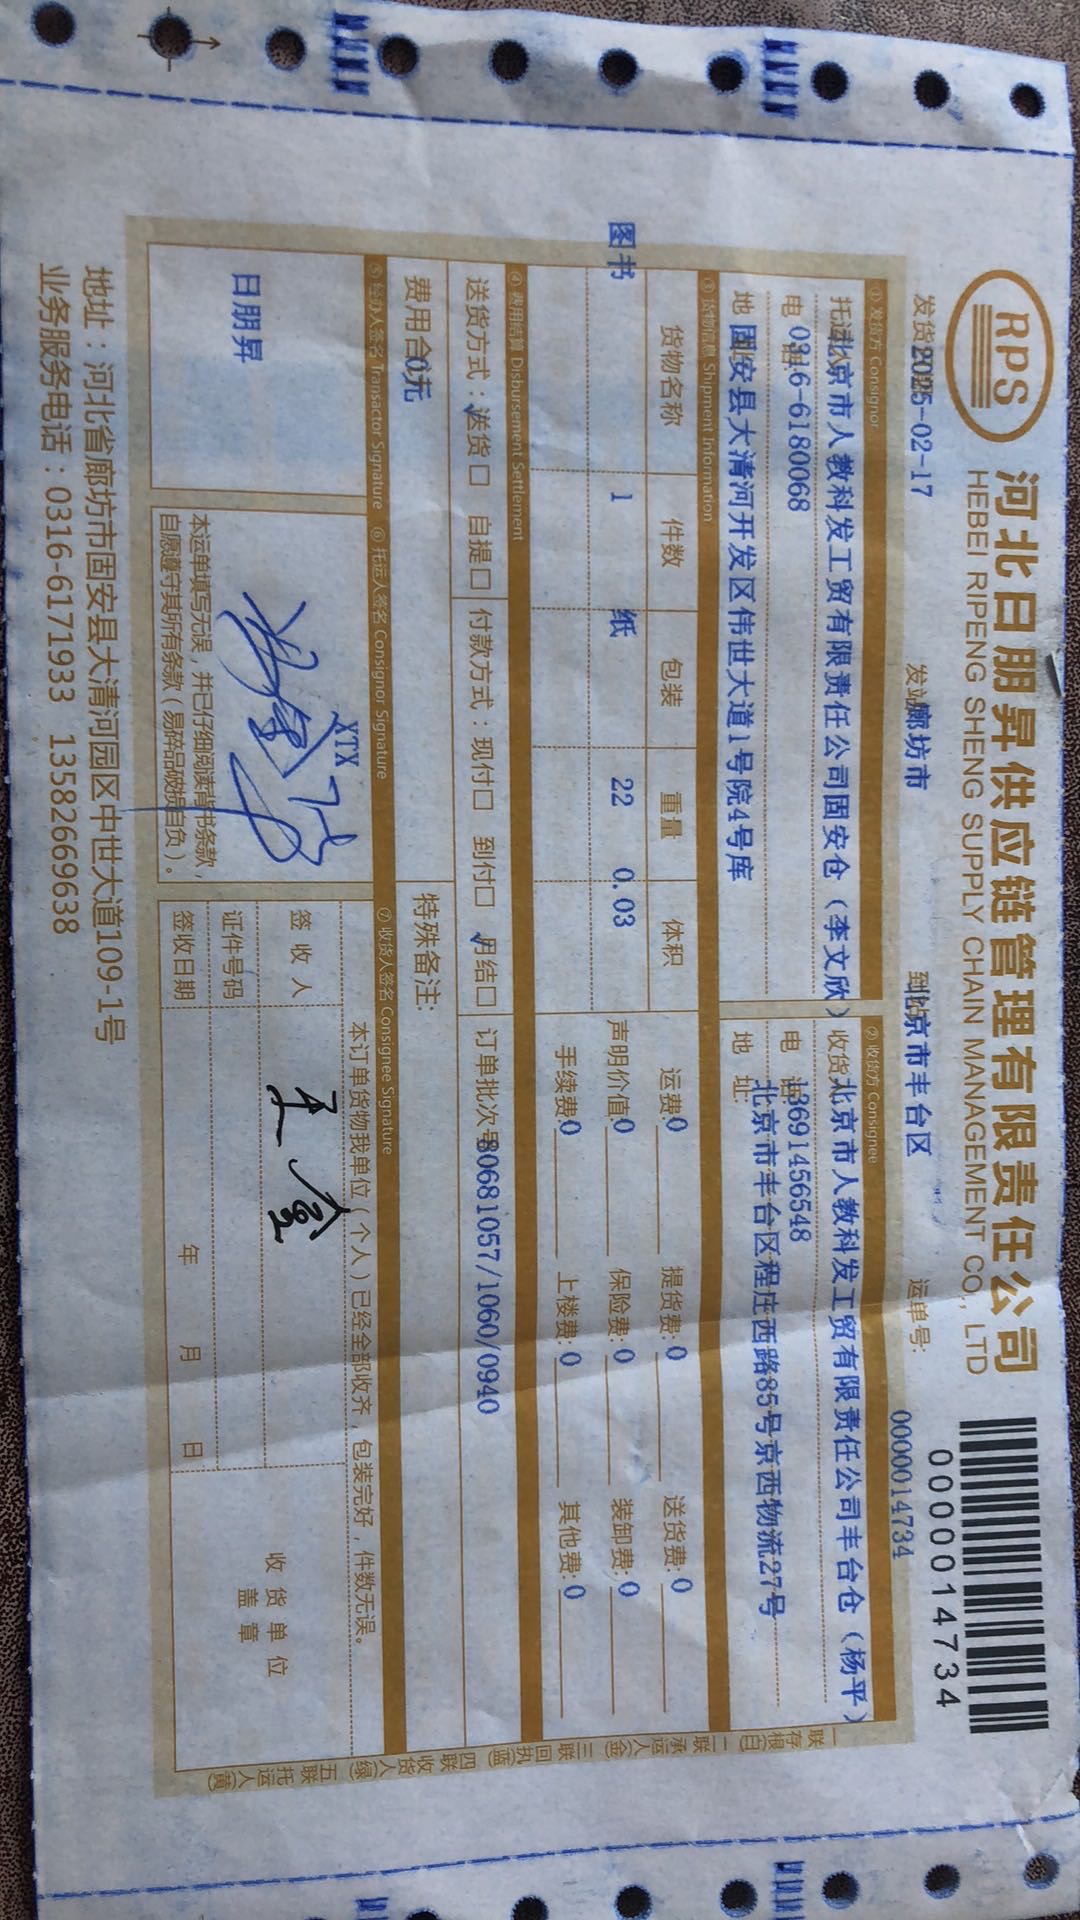 RPS
河北日朋昇供应链管理有限责任公司
HEBEI RIPENG SHENG SUPPLY CHAIN MANAGEMENT CO., LTD
0000014734
发货 2025-02-17 发站 廊坊市 到站 北京市丰台区 运单号: 0000014734
① 发货方 Consignor
托运 北京市人教科发工贸有限责任公司固安仓（李文欣）
电 0316-6180068
地 固安县大清河开发区伟世大道1号院4号库
② 收货方 Consignee
收货 北京市人教科发工贸有限责任公司丰台仓（杨平）
电 话 13691456548
地 址: 北京市丰台区程庄西路85号京西物流27号
③ 货物信息 Shipment Information
货物名称 件数 包装 重量 体积
图书 1 纸 22 0.03
运费 0 提货费: 0 送货费: 0
声明价值 0 保险费: 0 装卸费: 0
手续费 0 上楼费: 0 其他费: 0
④ 费用结算 Disbursement Settlement
送货方式：送货□ 自提□ 付款方式：现付□ 到付□ 月结□ 订单批次号 80681057/1060/0940
费用合 0元 特殊备注：
⑤ 经办人签名 Transactor Signature ⑥ 托运人签名 Consignor Signature ⑦ 收货人签名 Consignee Signature
日朋昇
XTX
本运单填写无误，并已仔细阅读背书条款，
自愿遵守其所有条款（易碎品破损自负）。
本订单货物我单位（个人）已经全部收齐，包装完好，件数无误。
签收人
证件号码
签收日期 年 月 日
收货单位
盖章
一联存根(白) 二联承运人(金) 三联回执(蓝) 四联收货人(绿) 五联托运人(黄)
地址：河北省廊坊市固安县大清河园区中世大道109-1号
业务服务电话：0316-6171933 13582669638